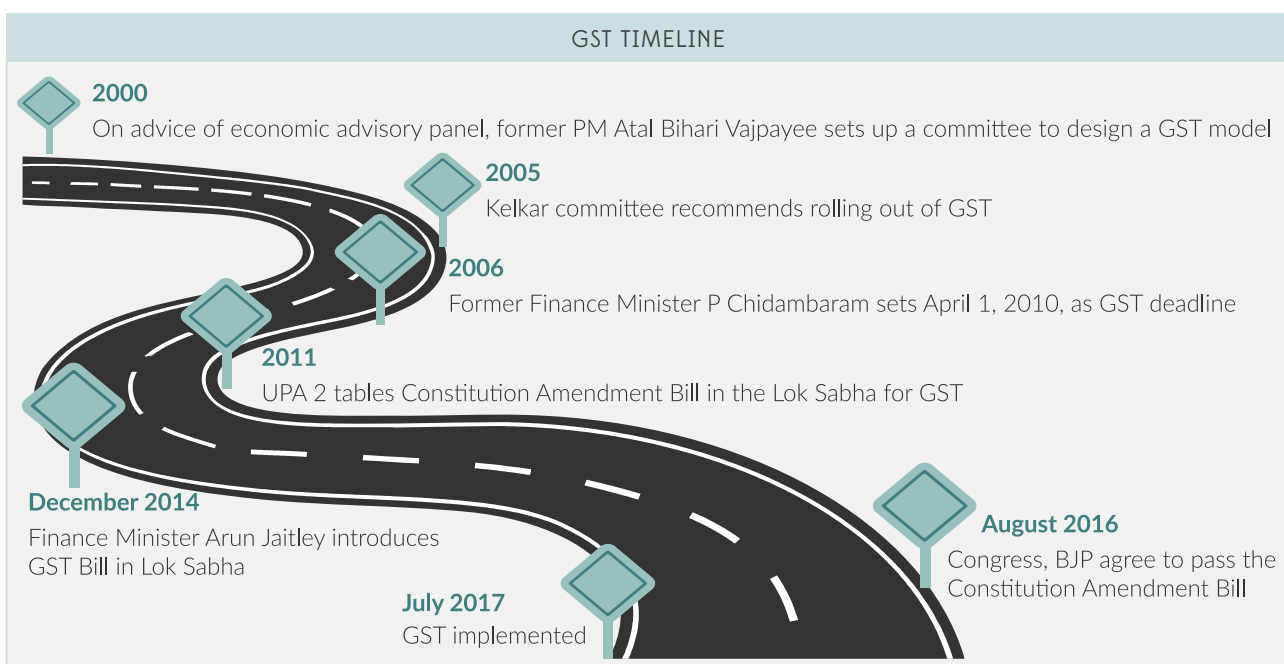 GST TIMELINE
2000
On advice of economic advisory panel, former PM Atal Bihari Vajpayee sets up a committee to design a GST model
2005
Kelkar committee recommends rolling out of GST
2006
Former Finance Minister P Chidambaram sets April 1, 2010, as GST deadline
2011
UPA 2 tables Constitution Amendment Bill in the Lok Sabha for GST
December 2014
Finance Minister Arun Jaitley introduces
GST Bill in Lok Sabha
August 2016
Congress, BJP agree to pass the
Constitution Amendment Bill
July 2017
GST implemented